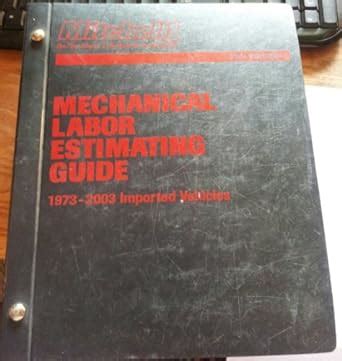 Mitchell
MECHANICAL
LABOR
ESTIMATING
GUIDE
1973-2003 Imported Vehicles